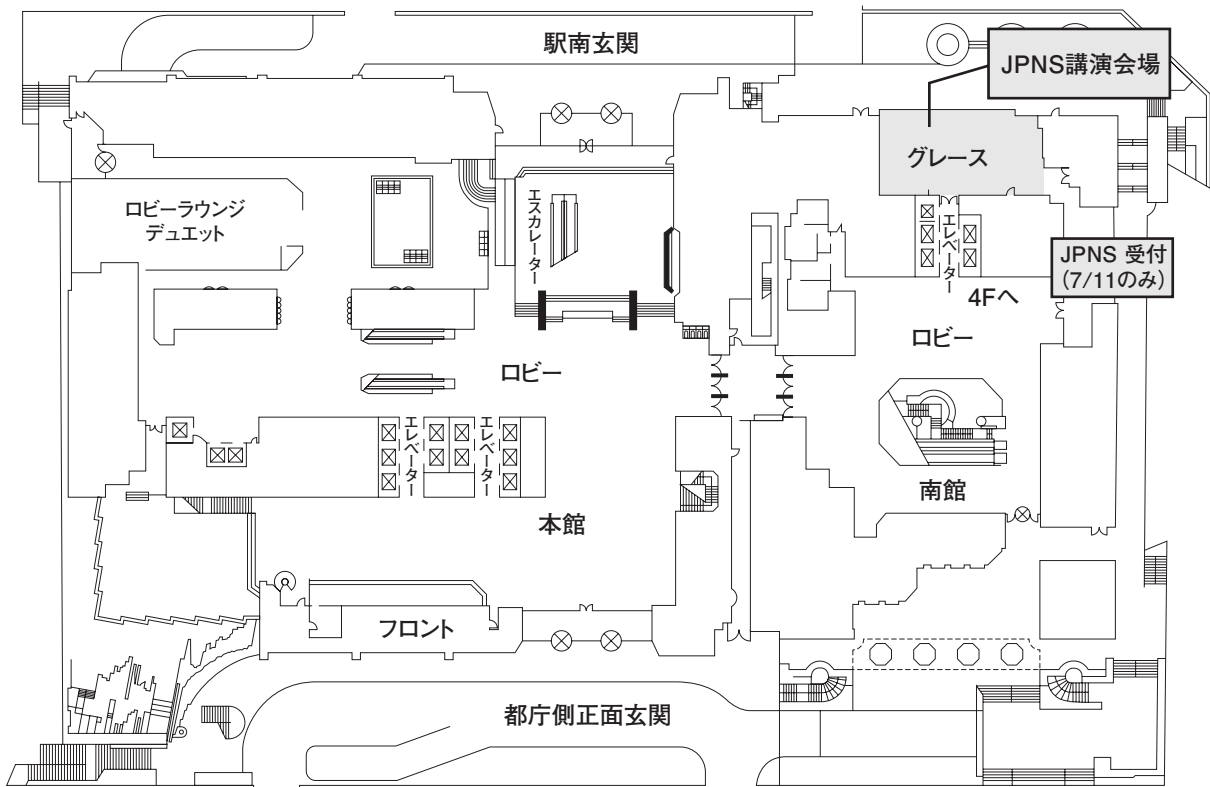 駅南玄関
JPNS講演会場
グレース
ロビーラウンジ
デュエット
エスカレーター
エレベーター
JPNS 受付
(7/11のみ)
4Fへ
ロビー
ロビー
エレベーター
エレベーター
南館
本館
フロント
都庁側正面玄関